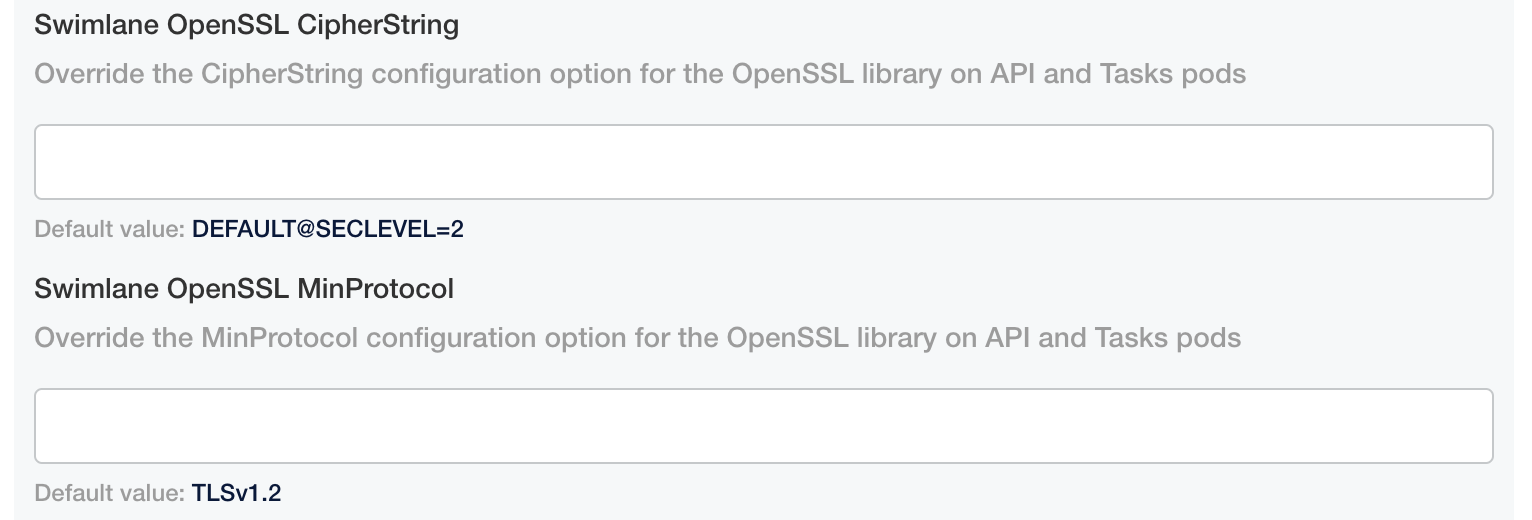 Swimlane OpenSSL CipherString
Override the CipherString configuration option for the OpenSSL library on API and Tasks pods
Default value: DEFAULT@SECLEVEL=2
Swimlane OpenSSL MinProtocol
Override the MinProtocol configuration option for the OpenSSL library on API and Tasks pods
Default value: TLSv1.2